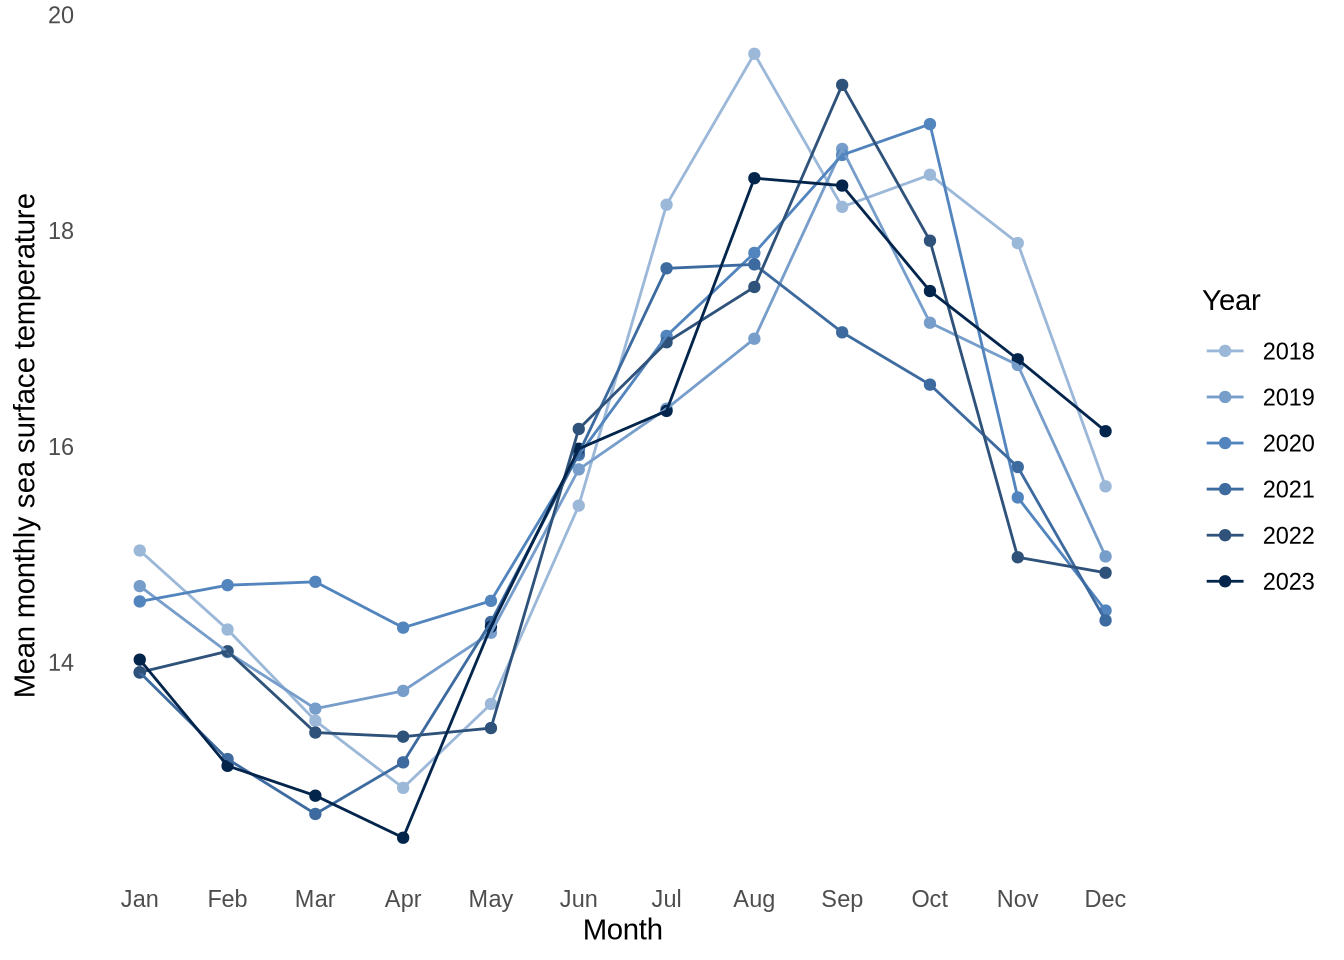 20
18
16
14
Mean monthly sea surface temperature
Jan Feb Mar Apr May Jun Jul Aug Sep Oct Nov Dec
Month
Year
2018
2019
2020
2021
2022
2023